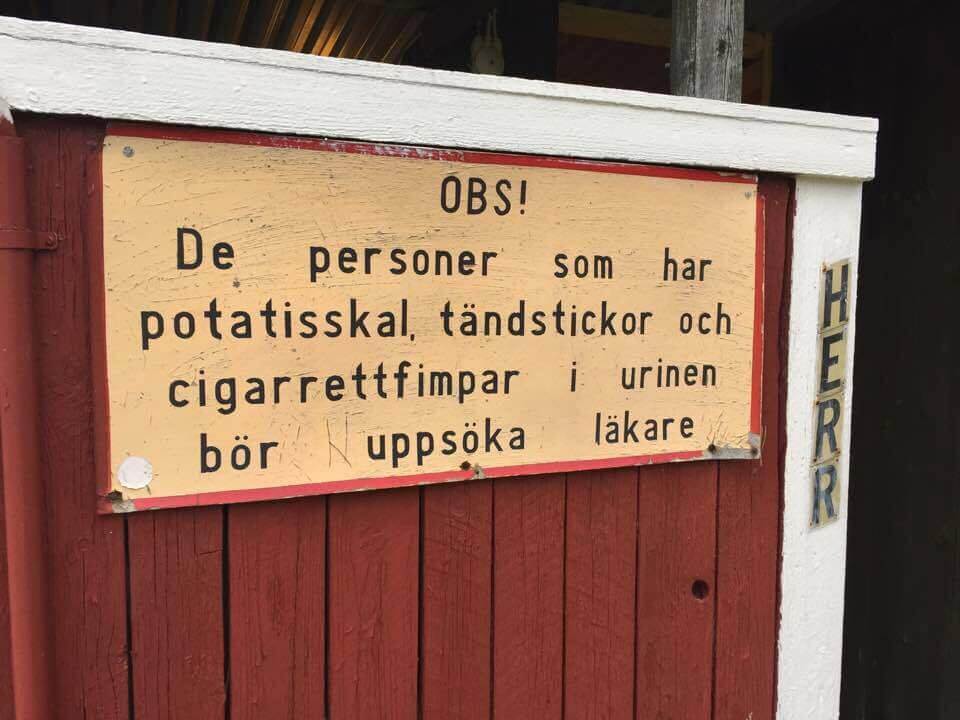 OBS!
De personer som har
potatisskal, tändstickor och
cigarrettfimpar i urinen
bör uppsöka läkare
HERR